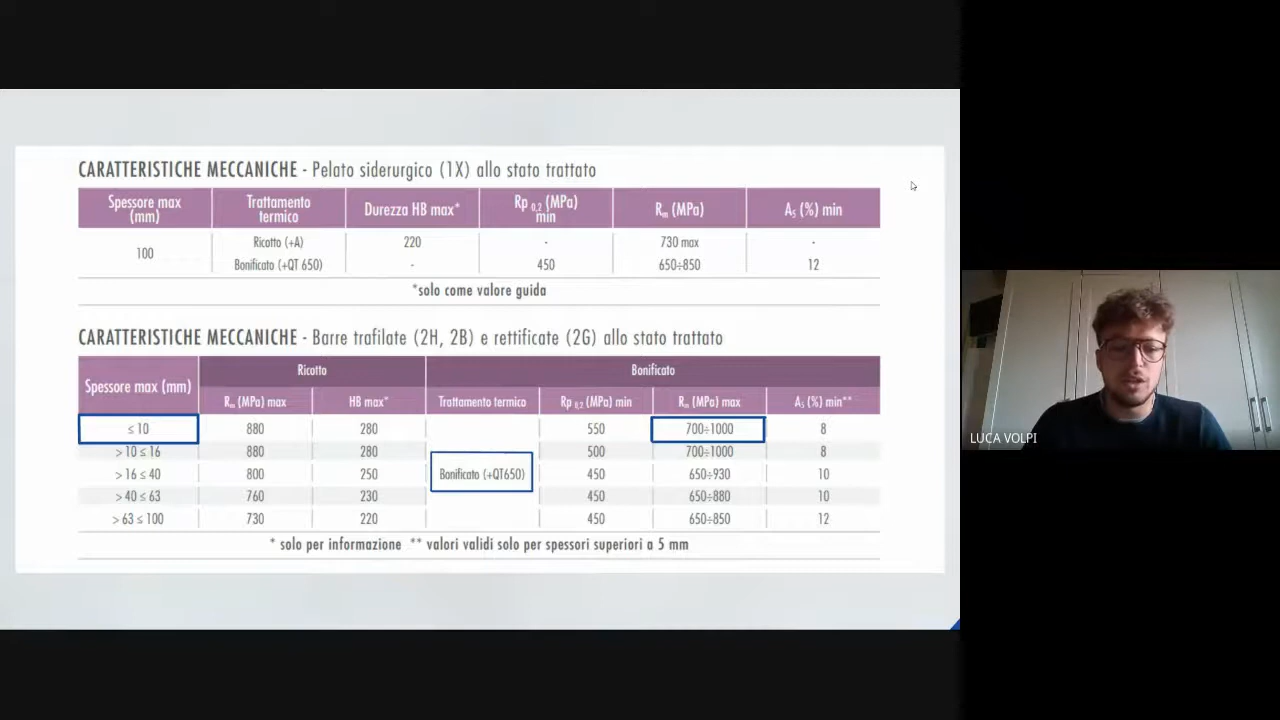 CARATTERISTICHE MECCANICHE - Pelato siderurgico (1X) allo stato trattato
Spessore max (mm) Trattamento termico Durezza HB max* Rp 0,2 (MPa) min Rm (MPa) A5 (%) min
100 Ricotto (+A) 220 - 730 max -
Bonificato (+QT 650) - 450 650÷850 12
*solo come valore guida
CARATTERISTICHE MECCANICHE - Barre trafilate (2H, 2B) e rettificate (2G) allo stato trattato
Spessore max (mm) Ricotto Bonificato
Rm (MPa) max HB max* Trattamento termico Rp 0,2 (MPa) min Rm (MPa) max A5 (%) min**
≤ 10 880 280 550 700÷1000 8
> 10 ≤ 16 880 280 500 700÷1000 8
> 16 ≤ 40 800 250 Bonificato (+QT650) 450 650÷930 10
> 40 ≤ 63 760 230 450 650÷880 10
> 63 ≤ 100 730 220 450 650÷850 12
* solo per informazione ** valori validi solo per spessori superiori a 5 mm
LUCA VOLPI